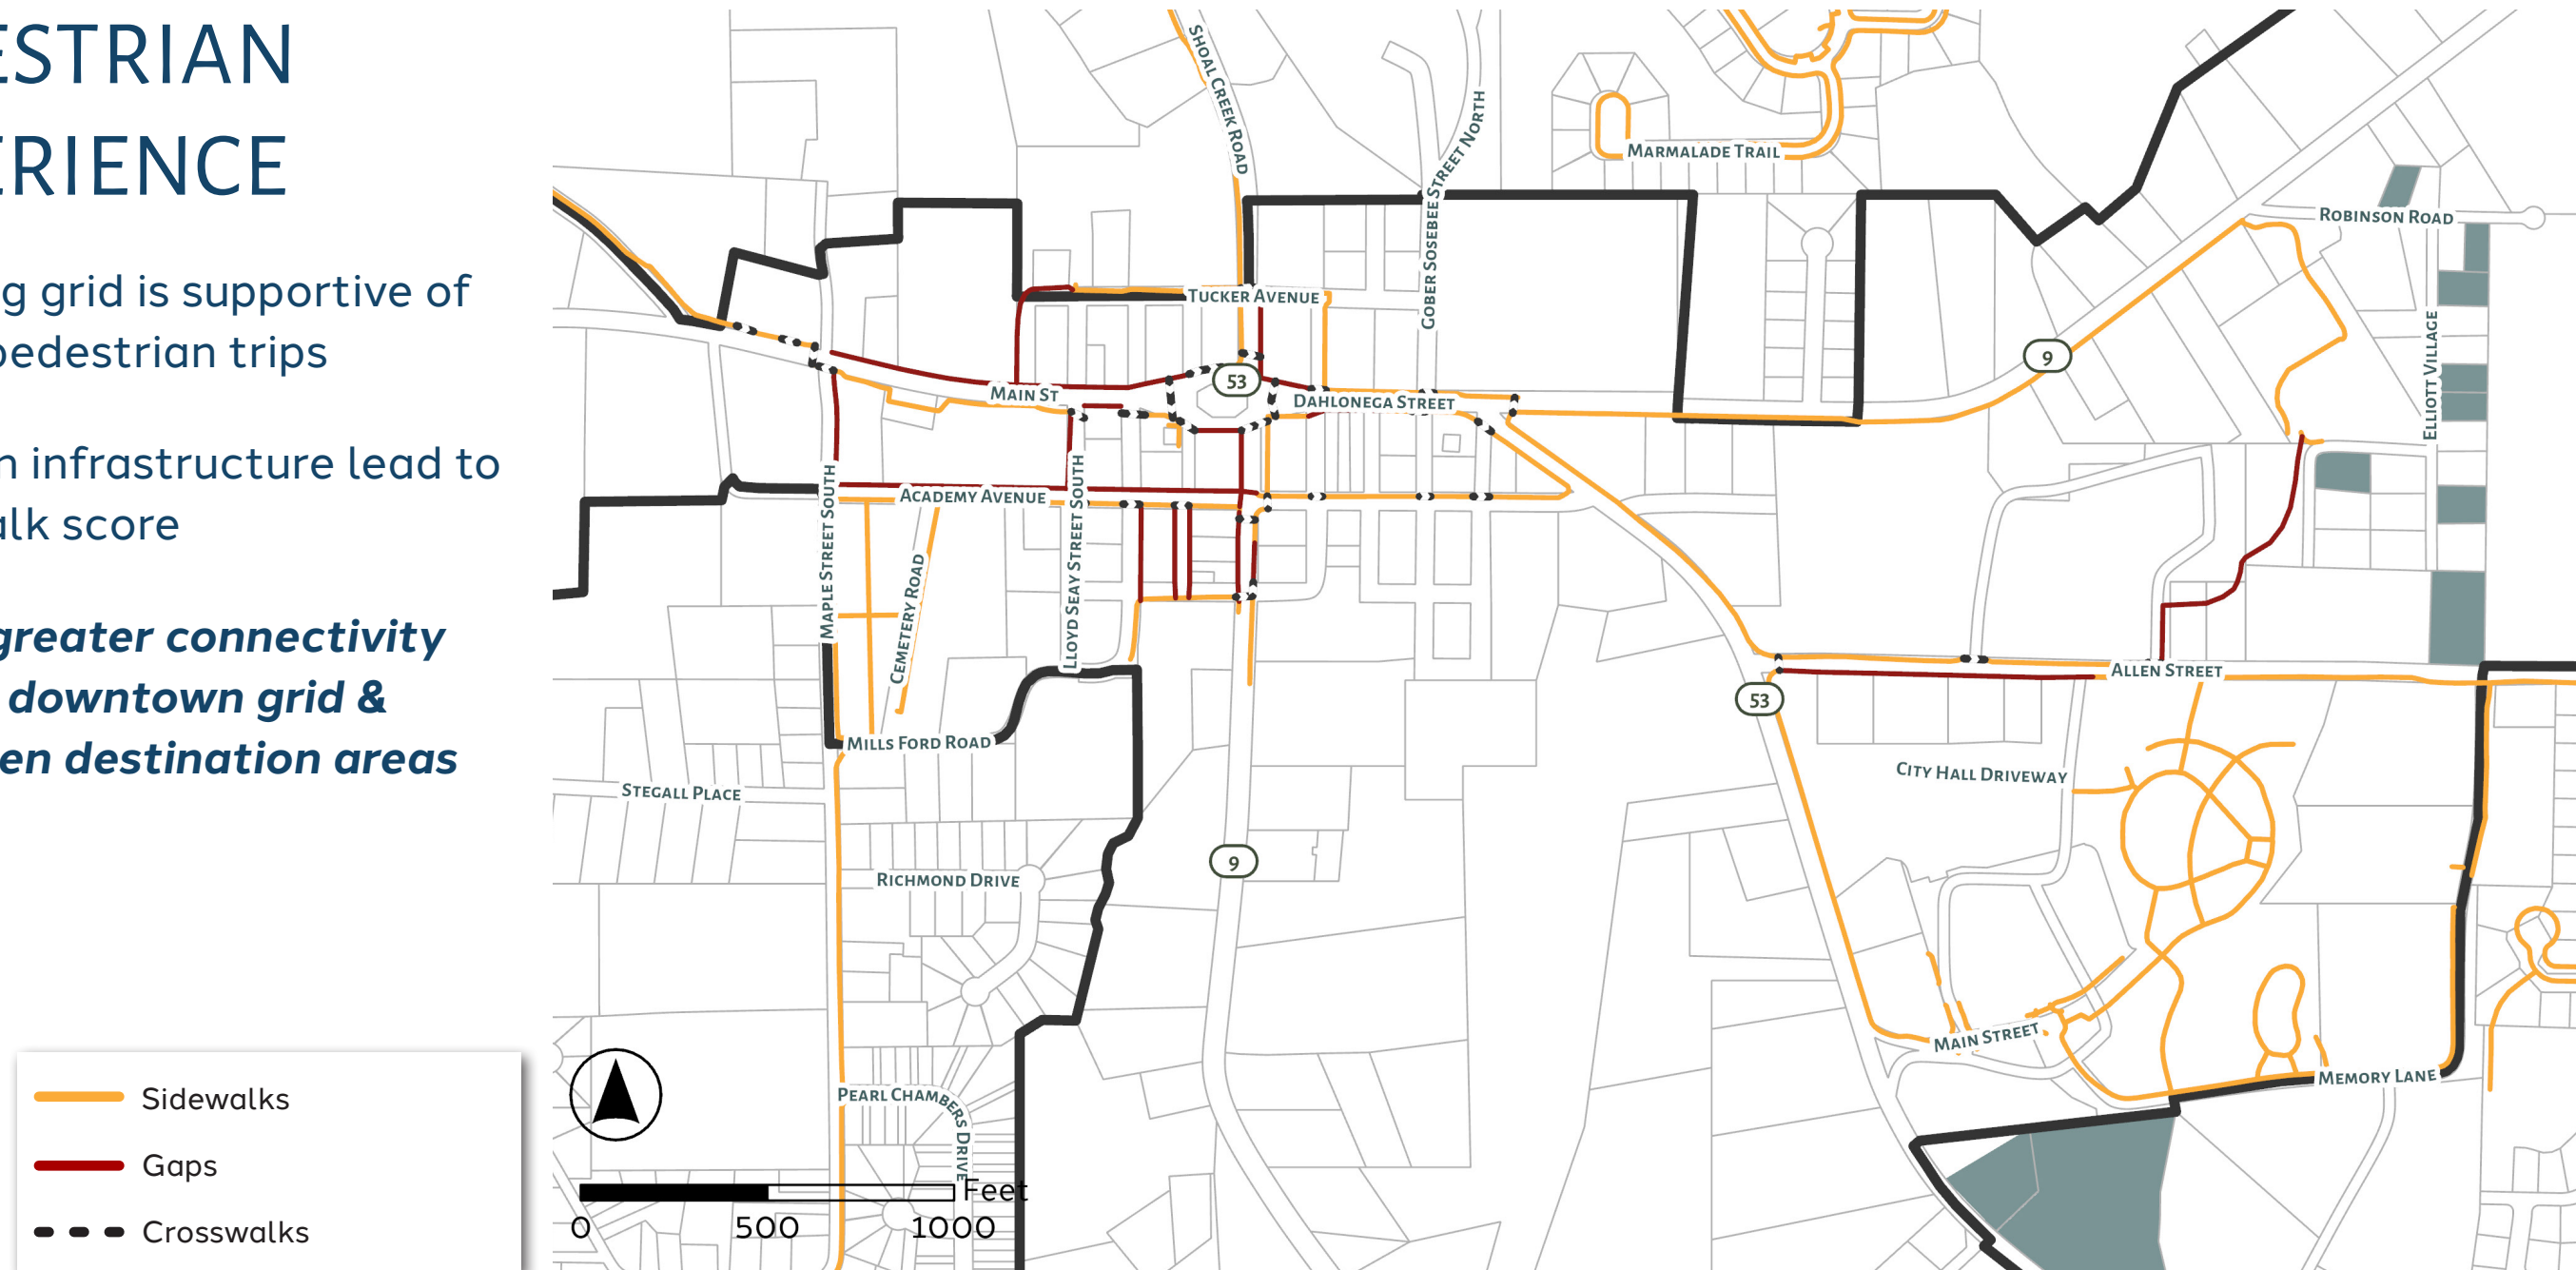 ESTRIAN
ERIENCE
g grid is supportive of
pedestrian trips
n infrastructure lead to
alk score
greater connectivity
downtown grid &
en destination areas
Sidewalks
Gaps
Crosswalks
SHOAL CREEK ROAD
GOBER SOSEBEE STREET NORTH
MARMALADE TRAIL
ROBINSON ROAD
TUCKER AVENUE
ELLIOTT VILLAGE
9
53
MAIN ST
DAHLONEGA STREET
ACADEMY AVENUE
MAPLE STREET SOUTH
CEMETERY ROAD
LLOYD SEAY STREET SOUTH
ALLEN STREET
53
MILLS FORD ROAD
CITY HALL DRIVEWAY
STEGALL PLACE
9
RICHMOND DRIVE
MAIN STREET
MEMORY LANE
PEARL CHAMBERS DRIVE
Feet
0 500 1000